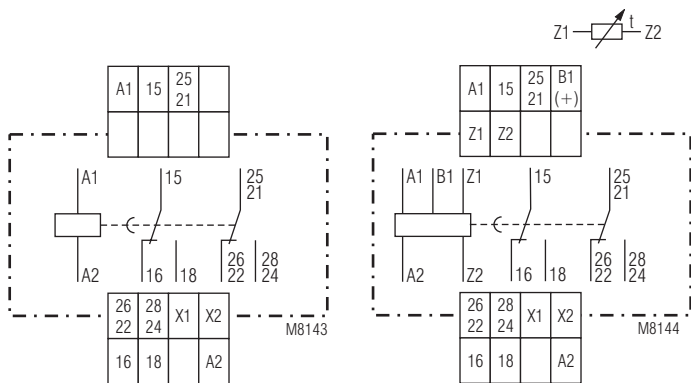 Z1 t Z2
A1 15 25
21
A1 15 25 B1
21 (+)
Z1 Z2
A1 15 25
21
A2 16 18 26 28
22 24
A1 B1 Z1 15 25
21
A2 Z2 16 18 26 28
22 24
26 28 X1 X2
22 24
16 18 A2
M8143
26 28 X1 X2
22 24
16 18 A2
M8144